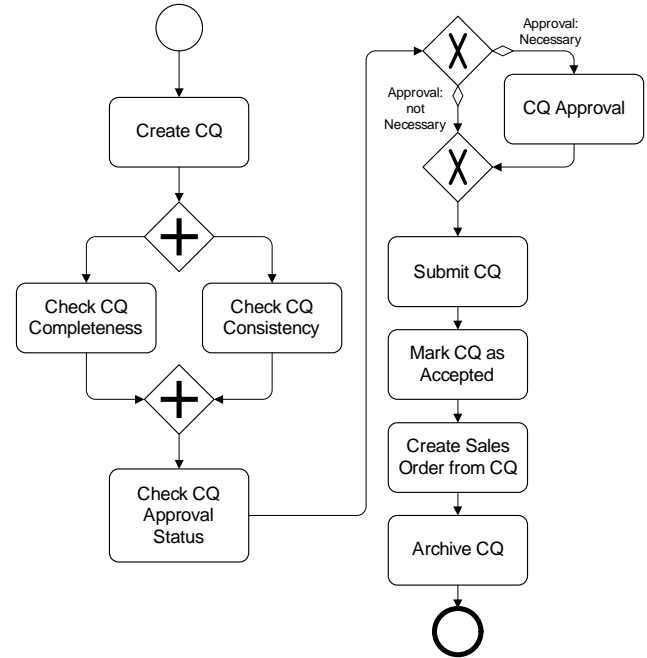 Create CQ
Check CQ
Completeness
Check CQ
Consistency
Check CQ
Approval
Status
X
Approval:
Necessary
Approval:
not
Necessary
CQ Approval
X
Submit CQ
Mark CQ as
Accepted
Create Sales
Order from CQ
Archive CQ